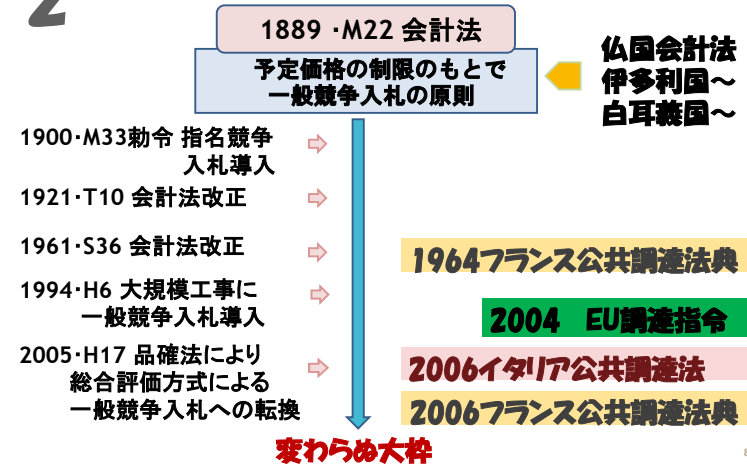 2
1889・M22 会計法
予定価格の制限のもとで
一般競争入札の原則
仏国会計法
伊多利国～
白耳義国～
1900・M33勅令 指名競争
入札導入
1921・T10 会計法改正
1961・S36 会計法改正
1994・H6 大規模工事に
一般競争入札導入
2005・H17 品確法により
総合評価方式による
一般競争入札への転換
1964フランス公共調達法典
2004 EU調達指令
2006イタリア公共調達法
2006フランス公共調達法典
変わらぬ大枠
8